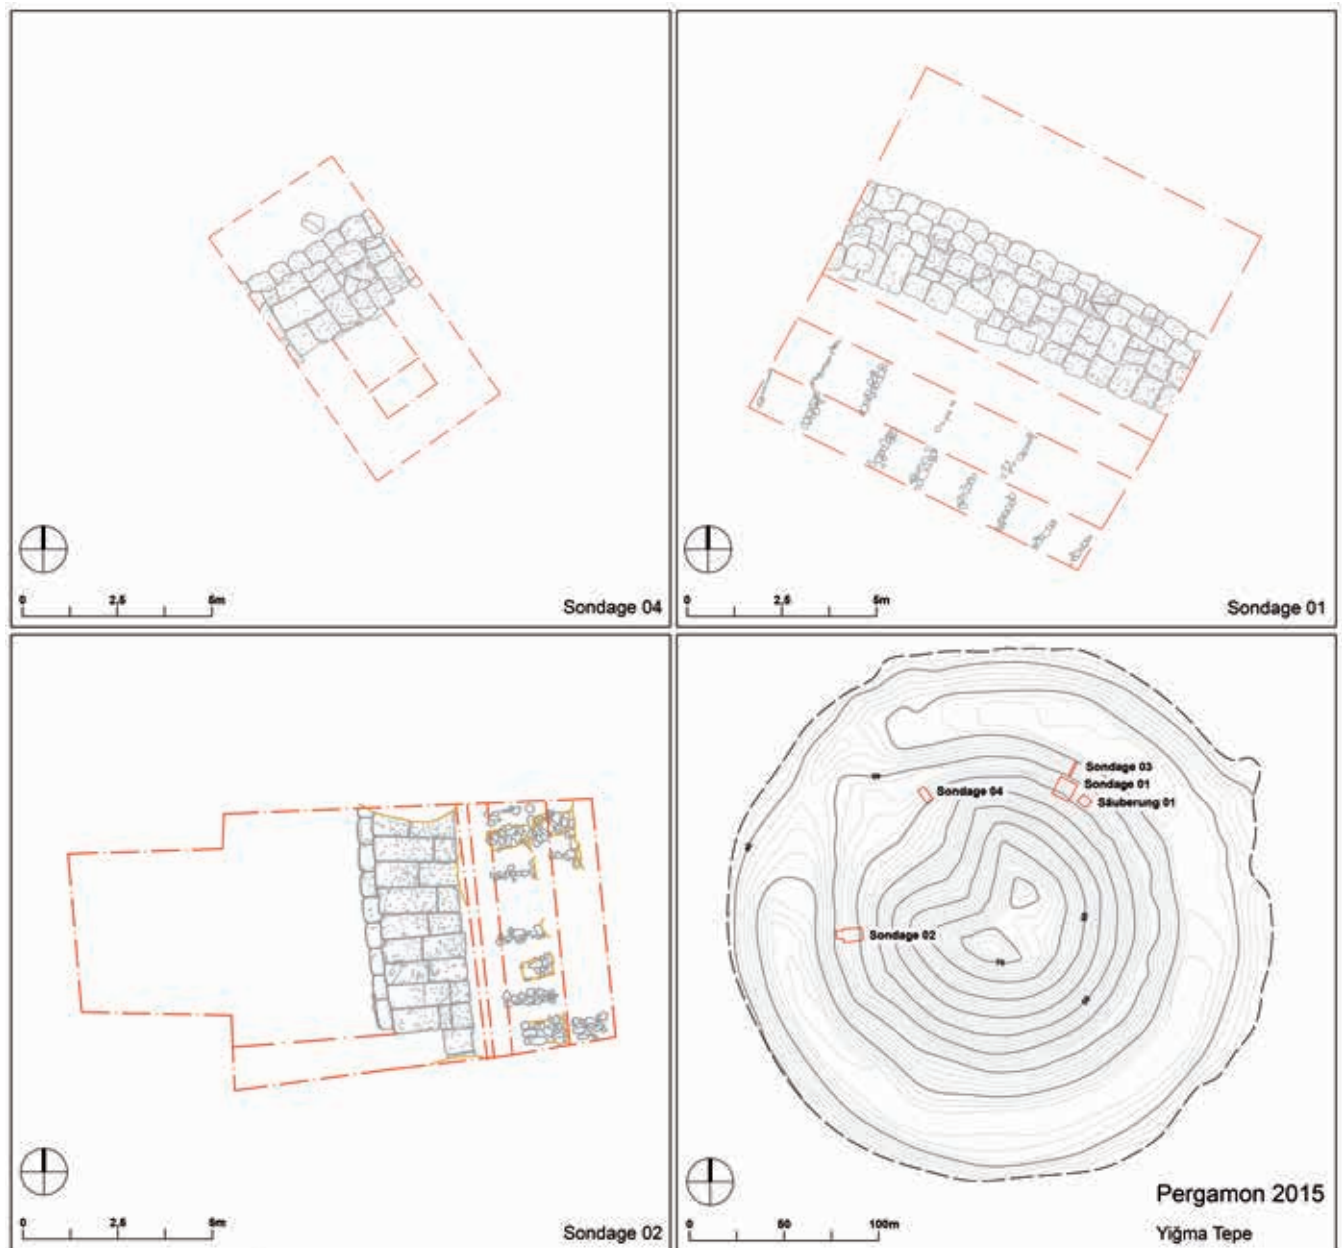 0 2,5 5m
Sondage 04
0 2,5 5m
Sondage 01
0 2,5 5m
Sondage 02
Sondage 03
Sondage 01
Säuberung 01
Sondage 04
Sondage 02
0 50 100m
Pergamon 2015
Yiğma Tepe